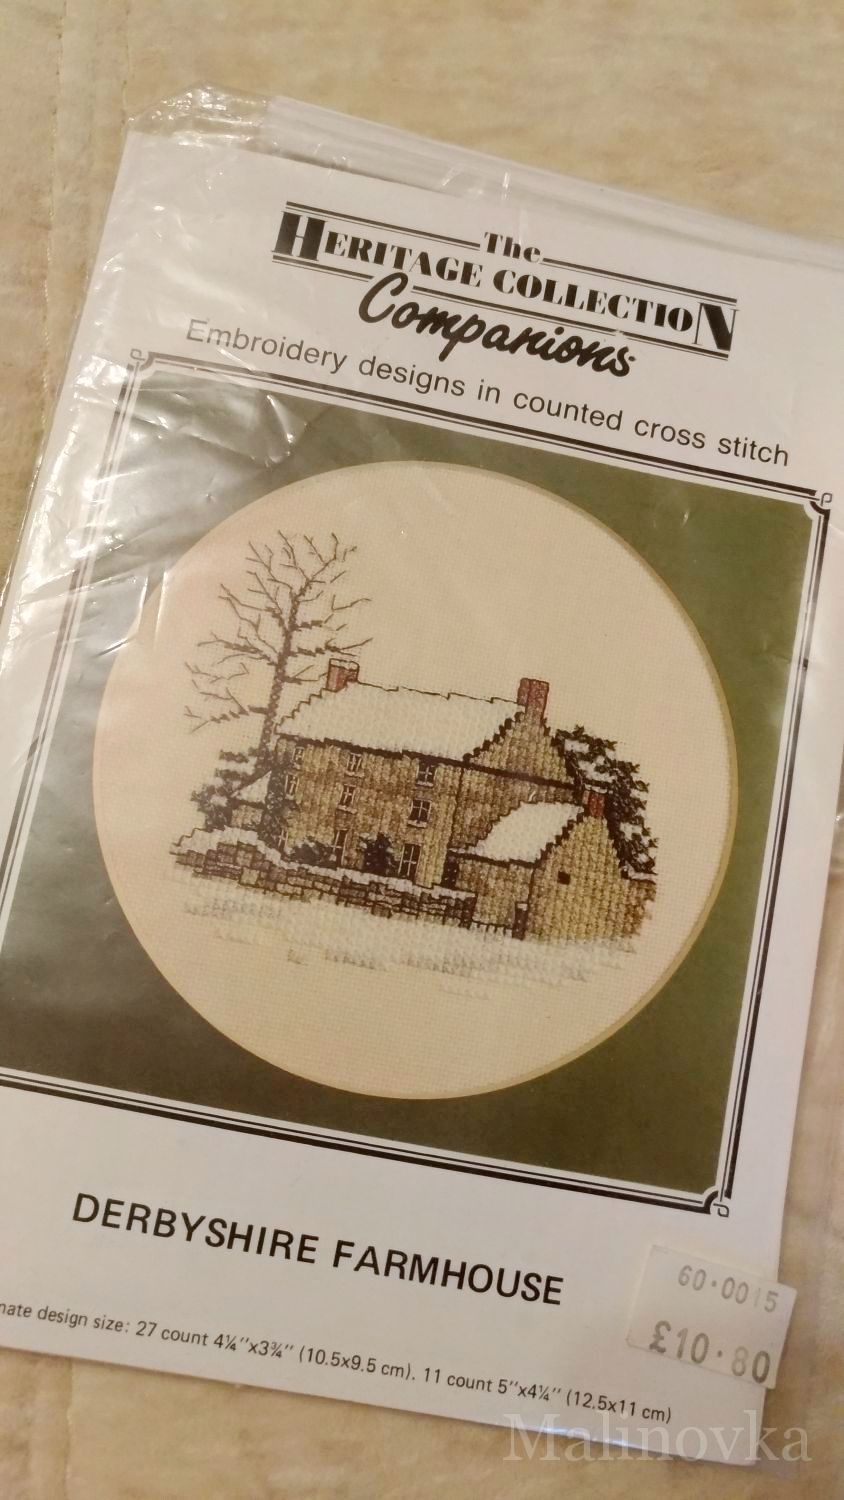 The
HERITAGE COLLECTION
Companions
Embroidery designs in counted cross stitch
DERBYSHIRE FARMHOUSE
design size: 27 count 4¼"x3¾" (10.5x9.5 cm). 11 count 5"x4¼" (12.5x11 cm)
60·0015
£10·80
Malinovka